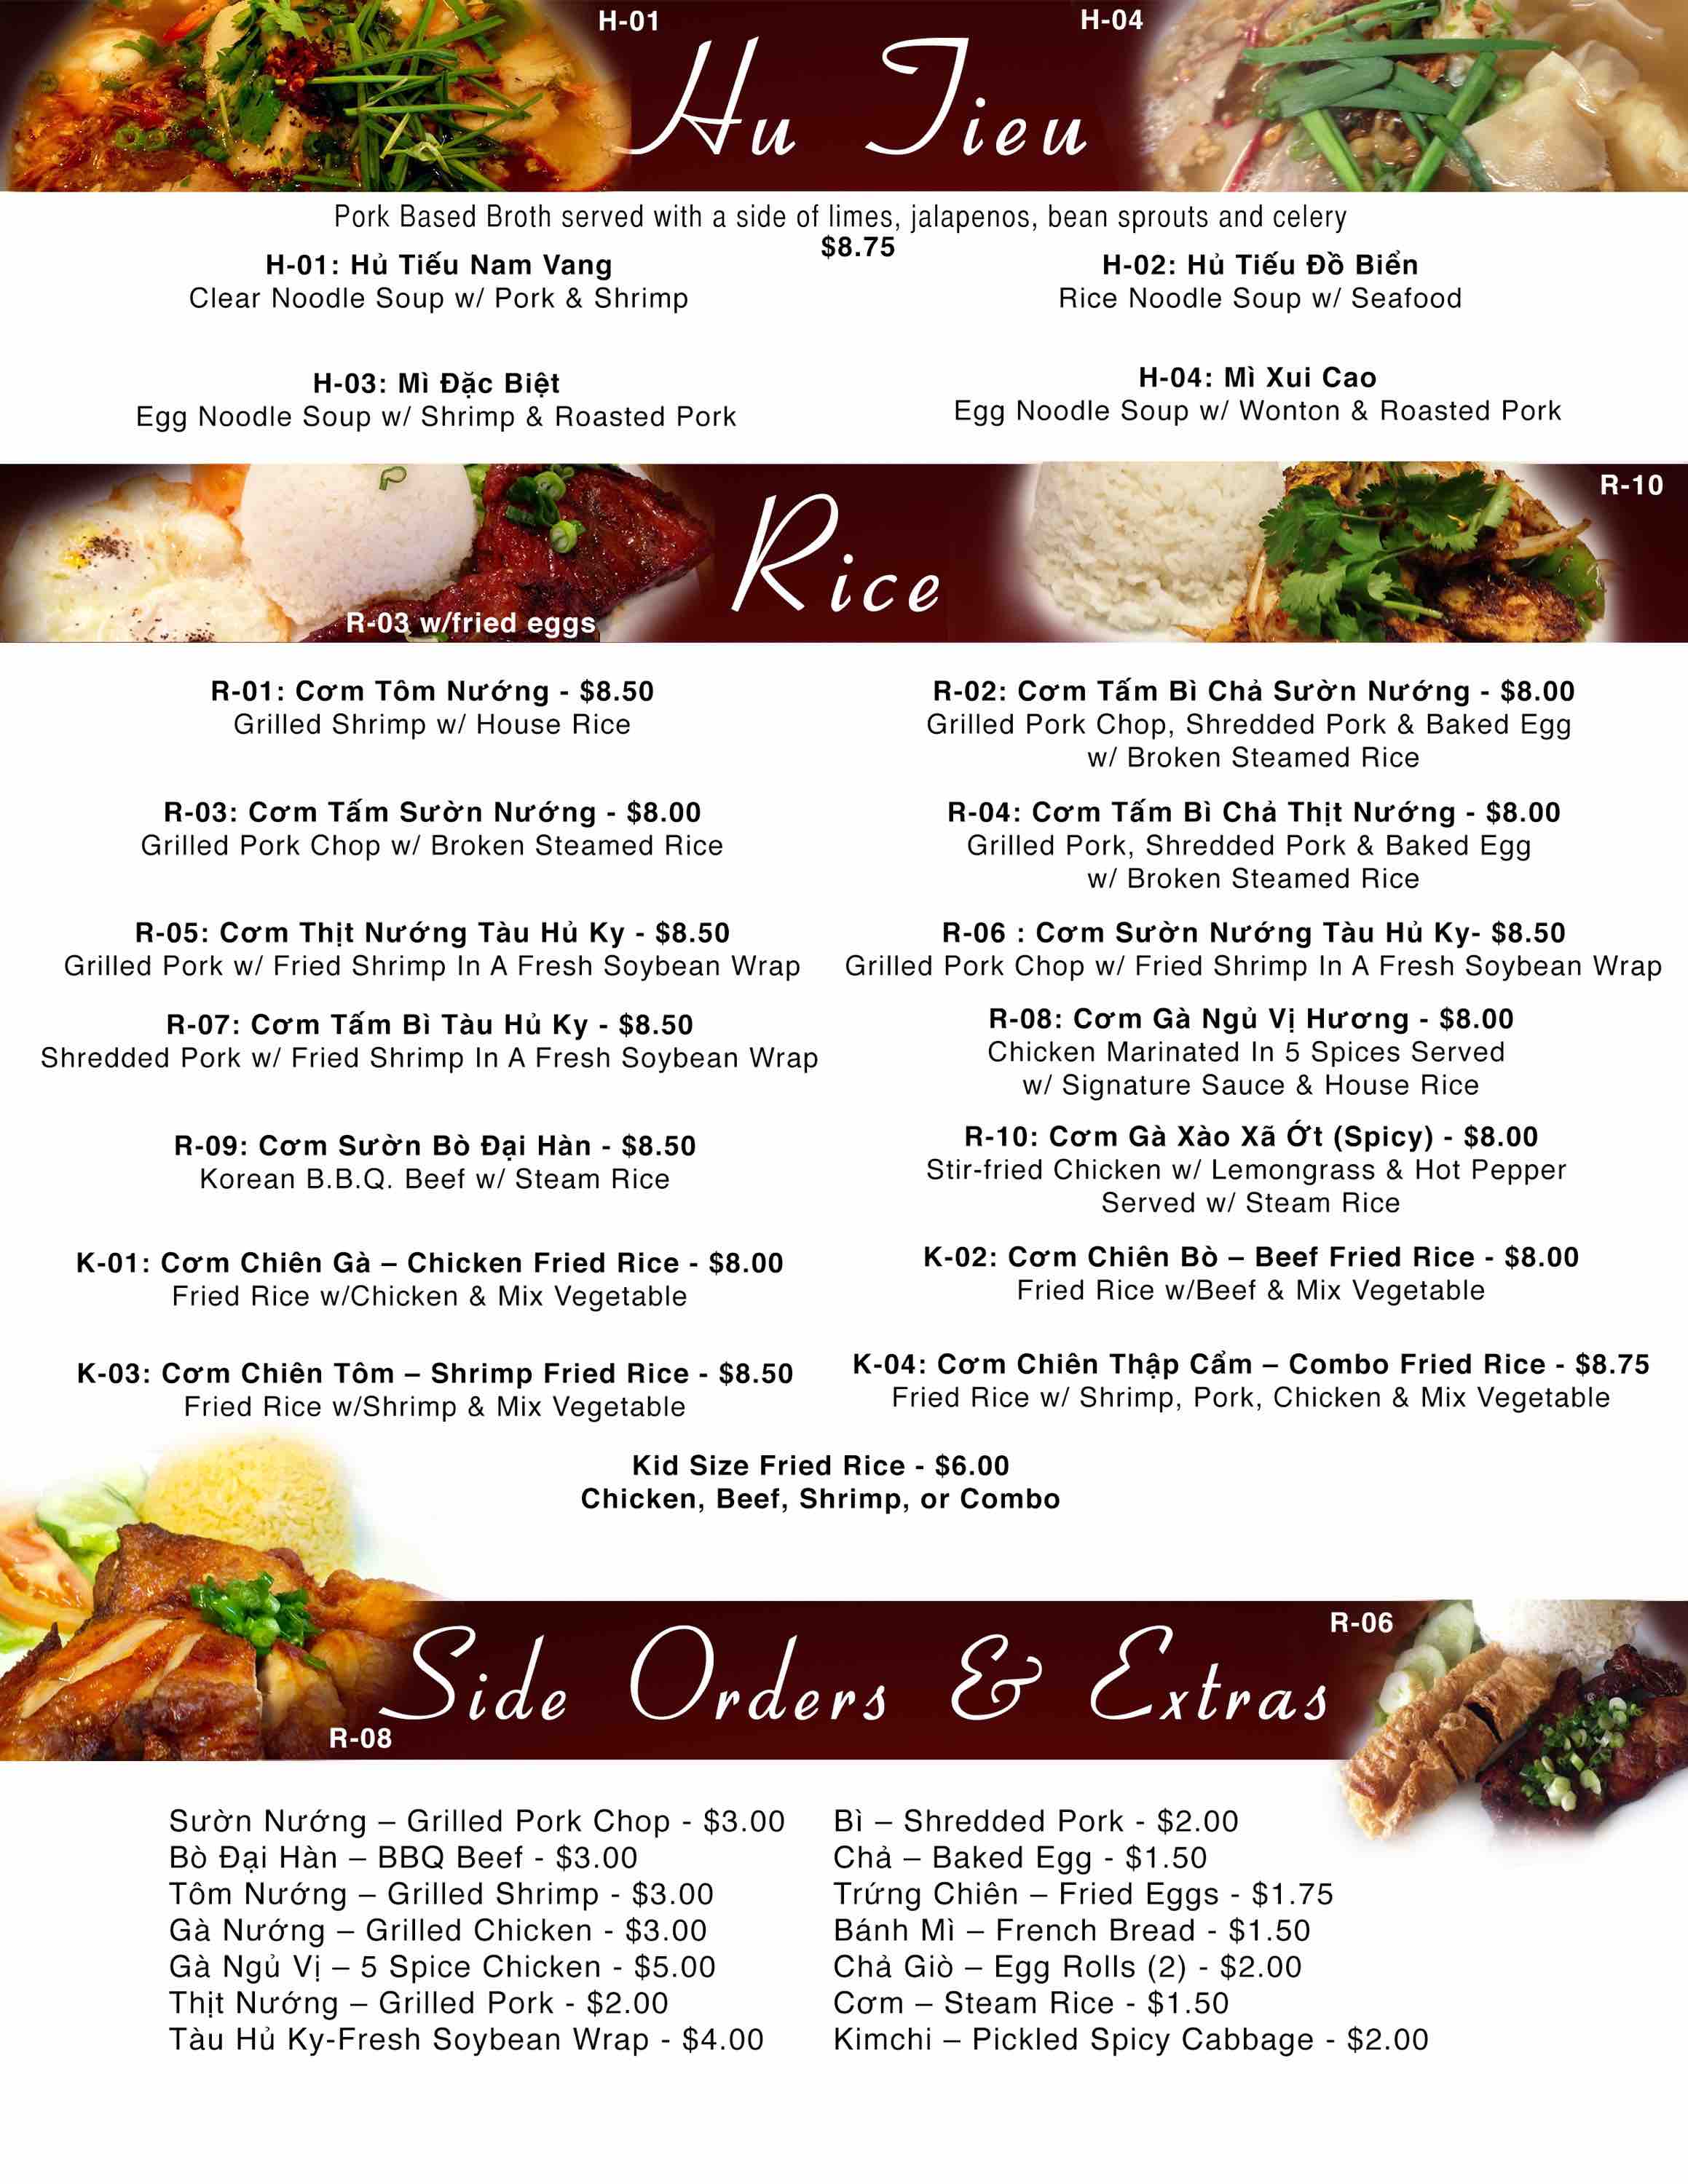 H-01
H-04
Hu Tieu
Pork Based Broth served with a side of limes, jalapenos, bean sprouts and celery
$8.75
H-01: Hủ Tiếu Nam Vang
Clear Noodle Soup w/ Pork & Shrimp
H-02: Hủ Tiếu Đồ Biển
Rice Noodle Soup w/ Seafood
H-03: Mì Đặc Biệt
Egg Noodle Soup w/ Shrimp & Roasted Pork
H-04: Mì Xui Cao
Egg Noodle Soup w/ Wonton & Roasted Pork
R-10
Rice
R-03 w/fried eggs
R-01: Cơm Tôm Nướng - $8.50
Grilled Shrimp w/ House Rice
R-02: Cơm Tấm Bì Chả Sườn Nướng - $8.00
Grilled Pork Chop, Shredded Pork & Baked Egg
w/ Broken Steamed Rice
R-03: Cơm Tấm Sườn Nướng - $8.00
Grilled Pork Chop w/ Broken Steamed Rice
R-04: Cơm Tấm Bì Chả Thịt Nướng - $8.00
Grilled Pork, Shredded Pork & Baked Egg
w/ Broken Steamed Rice
R-05: Cơm Thịt Nướng Tàu Hủ Ky - $8.50
Grilled Pork w/ Fried Shrimp In A Fresh Soybean Wrap
R-06 : Cơm Sườn Nướng Tàu Hủ Ky- $8.50
Grilled Pork Chop w/ Fried Shrimp In A Fresh Soybean Wrap
R-07: Cơm Tấm Bì Tàu Hủ Ky - $8.50
Shredded Pork w/ Fried Shrimp In A Fresh Soybean Wrap
R-08: Cơm Gà Ngủ Vị Hương - $8.00
Chicken Marinated In 5 Spices Served
w/ Signature Sauce & House Rice
R-09: Cơm Sườn Bò Đại Hàn - $8.50
Korean B.B.Q. Beef w/ Steam Rice
R-10: Cơm Gà Xào Xã Ớt (Spicy) - $8.00
Stir-fried Chicken w/ Lemongrass & Hot Pepper
Served w/ Steam Rice
K-01: Cơm Chiên Gà – Chicken Fried Rice - $8.00
Fried Rice w/Chicken & Mix Vegetable
K-02: Cơm Chiên Bò – Beef Fried Rice - $8.00
Fried Rice w/Beef & Mix Vegetable
K-03: Cơm Chiên Tôm – Shrimp Fried Rice - $8.50
Fried Rice w/Shrimp & Mix Vegetable
K-04: Cơm Chiên Thập Cẩm – Combo Fried Rice - $8.75
Fried Rice w/ Shrimp, Pork, Chicken & Mix Vegetable
Kid Size Fried Rice - $6.00
Chicken, Beef, Shrimp, or Combo
R-06
Side Orders & Extras
R-08
Sườn Nướng – Grilled Pork Chop - $3.00
Bò Đại Hàn – BBQ Beef - $3.00
Tôm Nướng – Grilled Shrimp - $3.00
Gà Nướng – Grilled Chicken - $3.00
Gà Ngủ Vị – 5 Spice Chicken - $5.00
Thịt Nướng – Grilled Pork - $2.00
Tàu Hủ Ky-Fresh Soybean Wrap - $4.00
Bì – Shredded Pork - $2.00
Chả – Baked Egg - $1.50
Trứng Chiên – Fried Eggs - $1.75
Bánh Mì – French Bread - $1.50
Chả Giò – Egg Rolls (2) - $2.00
Cơm – Steam Rice - $1.50
Kimchi – Pickled Spicy Cabbage - $2.00